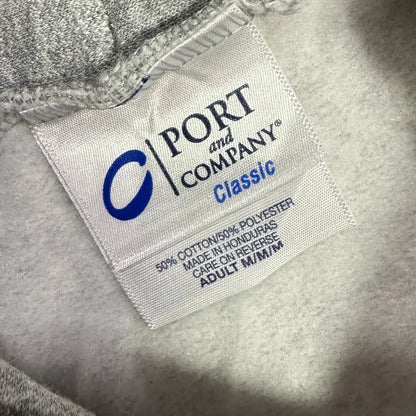 PORT
and
COMPANY®
Classic
50% COTTON/50% POLYESTER
MADE IN HONDURAS
CARE ON REVERSE
ADULT M/M/M